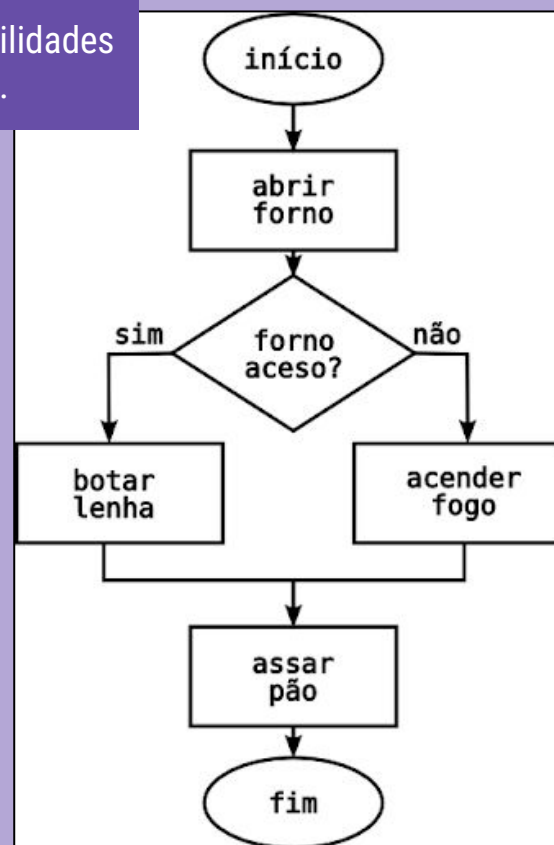 ilidades
.
início
abrir
forno
sim
forno
aceso?
não
botar
lenha
acender
fogo
assar
pão
fim